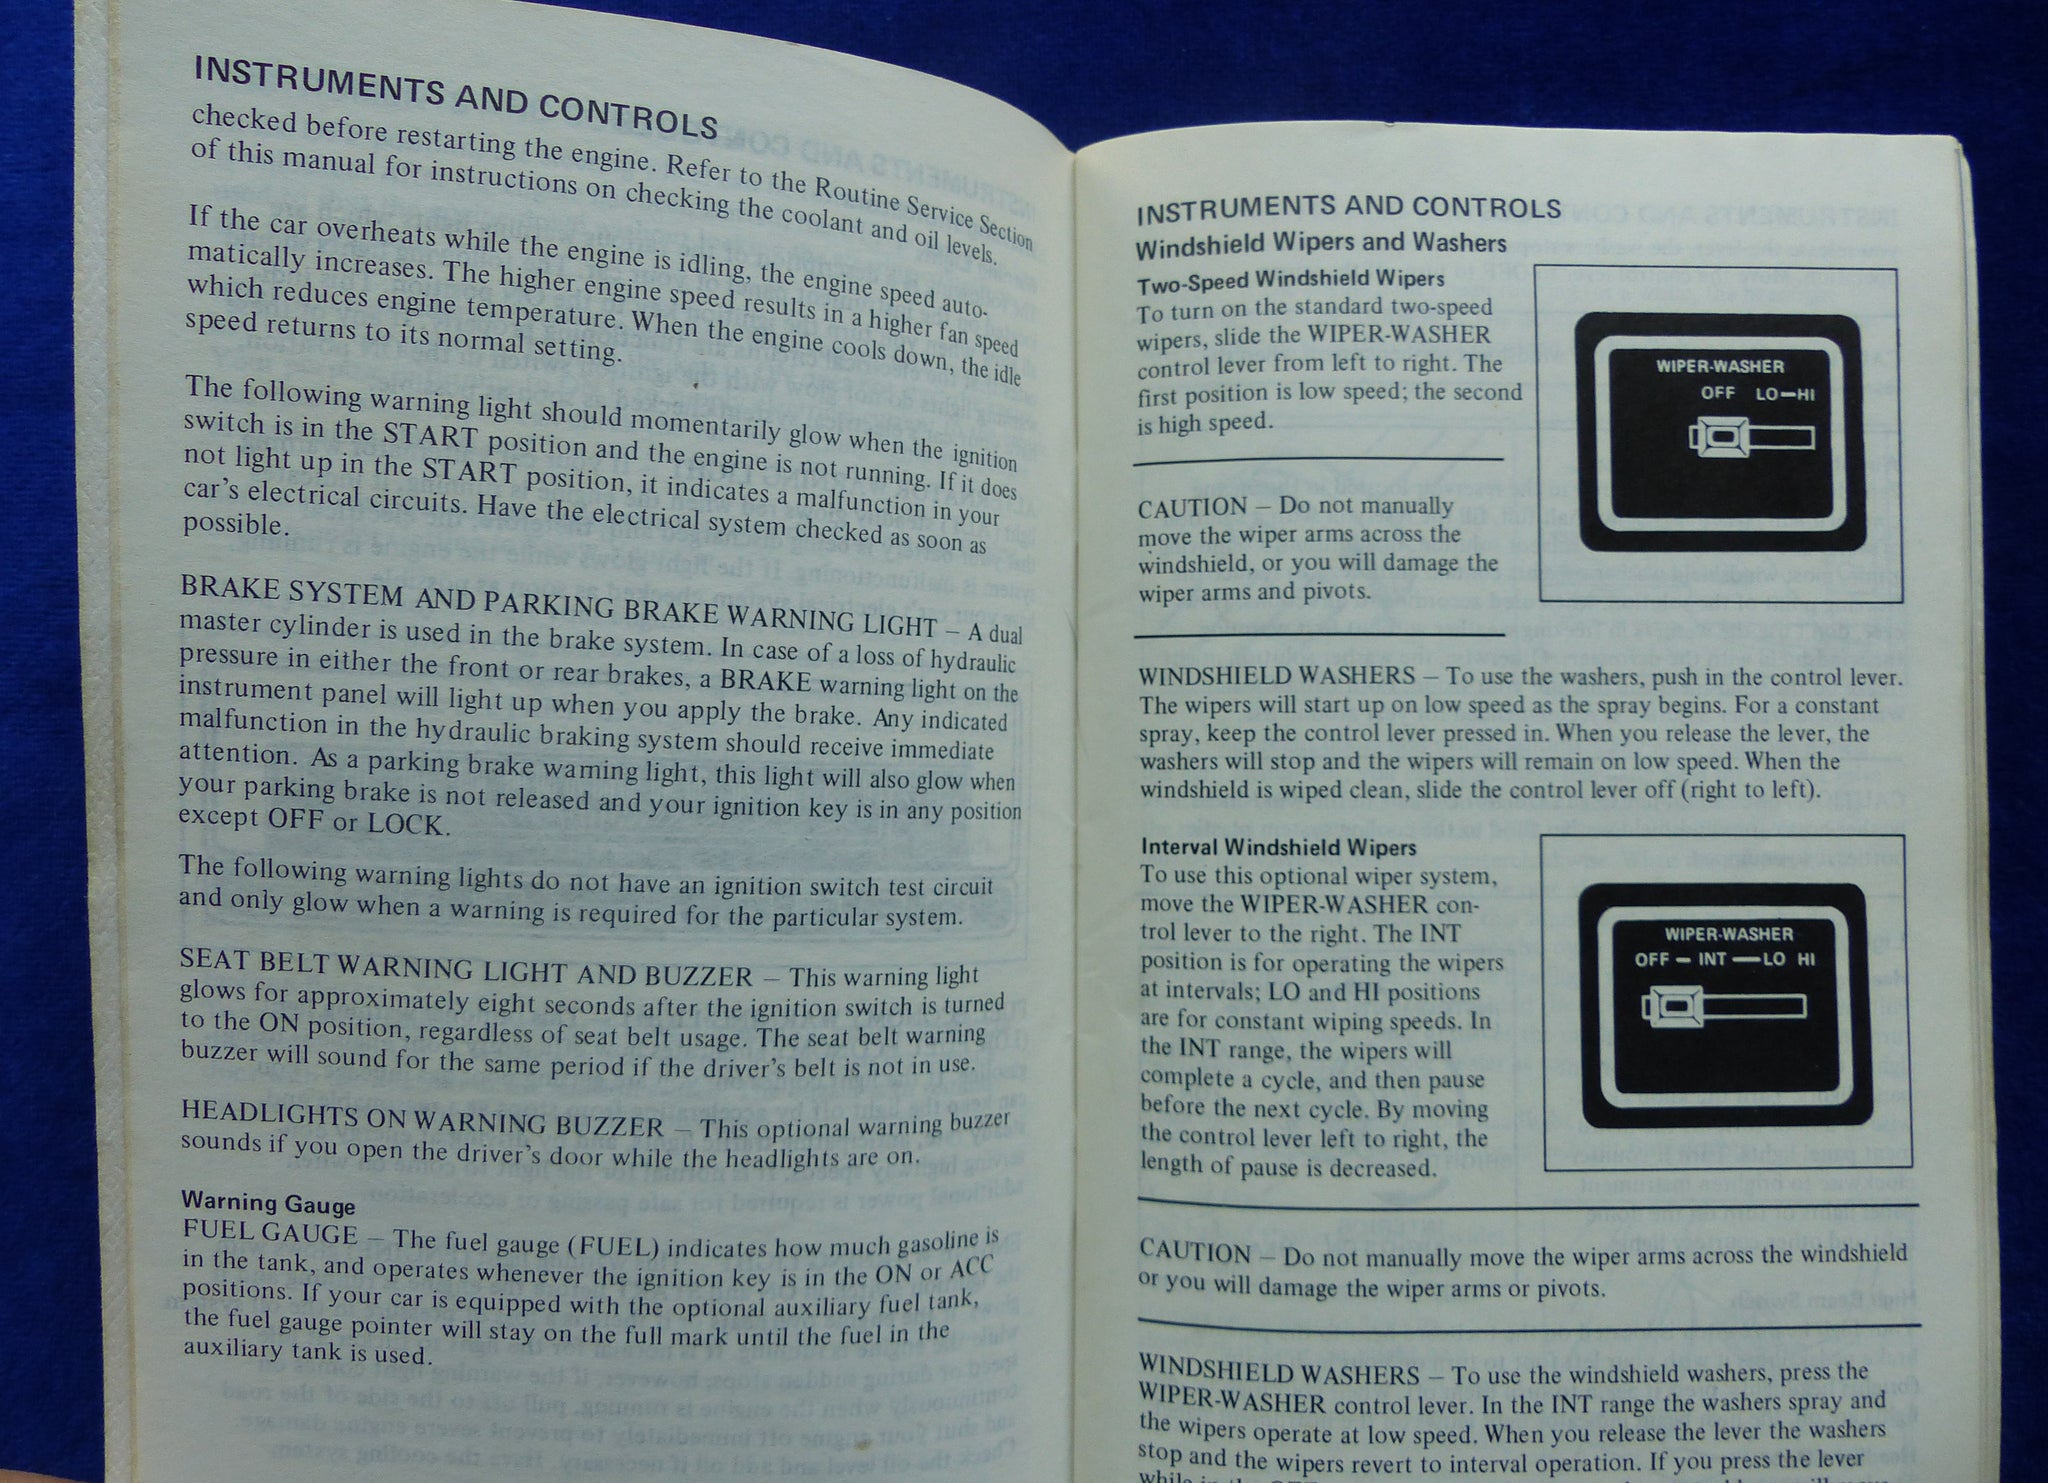 INSTRUMENTS AND CONTROLS
checked before restarting the engine. Refer to the Routine Service Section
of this manual for instructions on checking the coolant and oil levels.
If the car overheats while the engine is idling, the engine speed auto-
matically increases. The higher engine speed results in a higher fan speed
which reduces engine temperature. When the engine cools down, the idle
speed returns to its normal setting.
The following warning light should momentarily glow when the ignition
switch is in the START position and the engine is not running. If it does
not light up in the START position, it indicates a malfunction in your
car's electrical circuits. Have the electrical system checked as soon as
possible.
BRAKE SYSTEM AND PARKING BRAKE WARNING LIGHT – A dual
master cylinder is used in the brake system. In case of a loss of hydraulic
pressure in either the front or rear brakes, a BRAKE warning light on the
instrument panel will light up when you apply the brake. Any indicated
malfunction in the hydraulic braking system should receive immediate
attention. As a parking brake warning light, this light will also glow when
your parking brake is not released and your ignition key is in any position
except OFF or LOCK.
The following warning lights do not have an ignition switch test circuit
and only glow when a warning is required for the particular system.
SEAT BELT WARNING LIGHT AND BUZZER – This warning light
glows for approximately eight seconds after the ignition switch is turned
to the ON position, regardless of seat belt usage. The seat belt warning
buzzer will sound for the same period if the driver's belt is not in use.
HEADLIGHTS ON WARNING BUZZER – This optional warning buzzer
sounds if you open the driver's door while the headlights are on.
Warning Gauge
FUEL GAUGE – The fuel gauge (FUEL) indicates how much gasoline is
in the tank, and operates whenever the ignition key is in the ON or ACC
positions. If your car is equipped with the optional auxiliary fuel tank,
the fuel gauge pointer will stay on the full mark until the fuel in the
auxiliary tank is used.
INSTRUMENTS AND CONTROLS
Windshield Wipers and Washers
Two-Speed Windshield Wipers
To turn on the standard two-speed
wipers, slide the WIPER-WASHER
control lever from left to right. The
first position is low speed; the second
is high speed.
WIPER-WASHER
OFF LO–HI
CAUTION – Do not manually
move the wiper arms across the
windshield, or you will damage the
wiper arms and pivots.
WINDSHIELD WASHERS – To use the washers, push in the control lever.
The wipers will start up on low speed as the spray begins. For a constant
spray, keep the control lever pressed in. When you release the lever, the
washers will stop and the wipers will remain on low speed. When the
windshield is wiped clean, slide the control lever off (right to left).
Interval Windshield Wipers
To use this optional wiper system,
move the WIPER-WASHER con-
trol lever to the right. The INT
position is for operating the wipers
at intervals; LO and HI positions
are for constant wiping speeds. In
the INT range, the wipers will
complete a cycle, and then pause
before the next cycle. By moving
the control lever left to right, the
length of pause is decreased.
WIPER-WASHER
OFF – INT — LO HI
CAUTION – Do not manually move the wiper arms across the windshield
or you will damage the wiper arms or pivots.
WINDSHIELD WASHERS – To use the windshield washers, press the
WIPER-WASHER control lever. In the INT range the washers spray and
the wipers operate at low speed. When you release the lever the washers
stop and the wipers revert to interval operation. If you press the lever